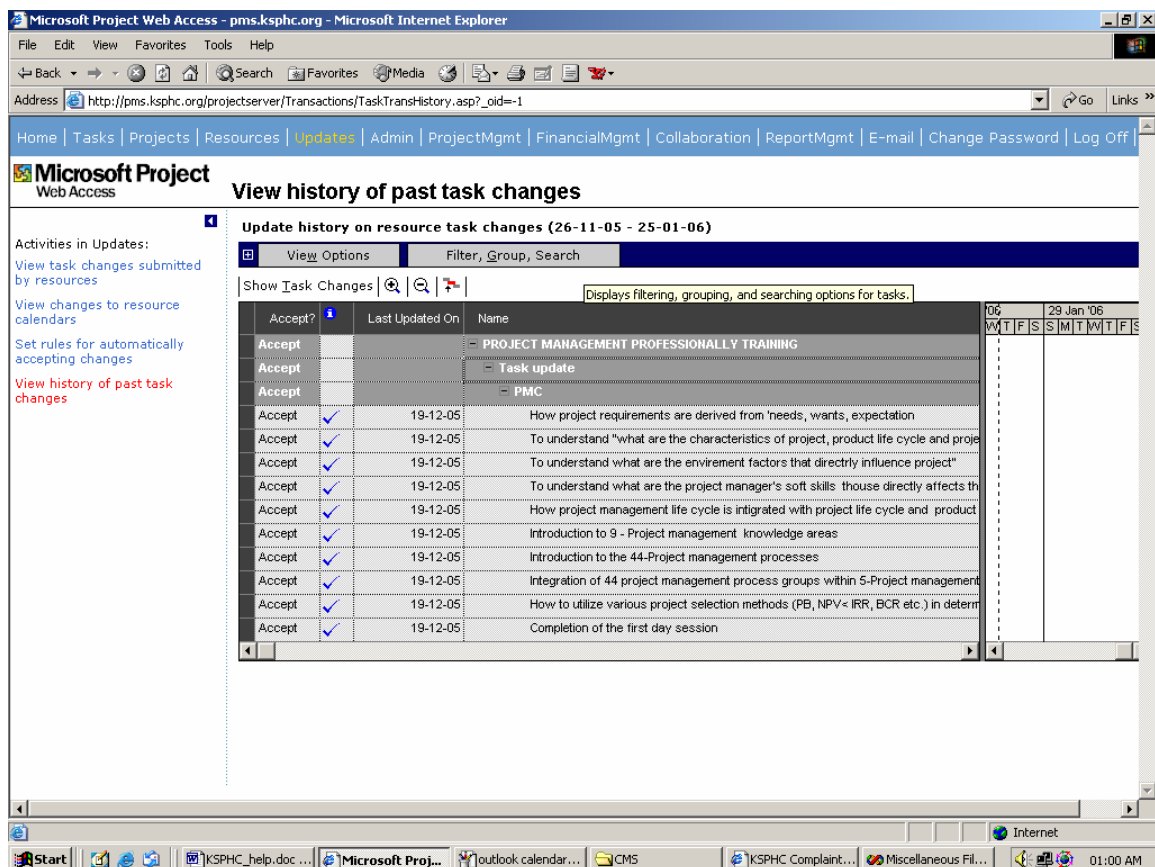 Microsoft Project Web Access - pms.ksphc.org - Microsoft Internet Explorer
File Edit View Favorites Tools Help
Back Search Favorites Media
Address http://pms.ksphc.org/projectserver/Transactions/TaskTransHistory.asp?_oid=-1 Go Links »
Home | Tasks | Projects | Resources | Updates | Admin | ProjectMgmt | FinancialMgmt | Collaboration | ReportMgmt | E-mail | Change Password | Log Off |
Microsoft Project
Web Access
View history of past task changes
Update history on resource task changes (26-11-05 - 25-01-06)
Activities in Updates:
View task changes submitted
by resources
View changes to resource
calendars
Set rules for automatically
accepting changes
View history of past task
changes
View Options Filter, Group, Search
Show Task Changes
Displays filtering, grouping, and searching options for tasks.
Accept? Last Updated On Name
'06 29 Jan '06
W T F S S M T W T F S
Accept PROJECT MANAGEMENT PROFESSIONALLY TRAINING
Accept Task update
Accept PMC
Accept 19-12-05 How project requirements are derived from 'needs, wants, expectation
Accept 19-12-05 To understand "what are the characteristics of project, product life cycle and proje
Accept 19-12-05 To understand what are the envirement factors that directrly influence project"
Accept 19-12-05 To understand what are the project manager's soft skills thouse directly affects th
Accept 19-12-05 How project management life cycle is intigrated with project life cycle and product
Accept 19-12-05 Introduction to 9 - Project management knowledge areas
Accept 19-12-05 Introduction to the 44-Project management processes
Accept 19-12-05 Integration of 44 project management process groups within 5-Project management
Accept 19-12-05 How to utilize various project selection methods (PB, NPV< IRR, BCR etc.) in determ
Accept 19-12-05 Completion of the first day session
Internet
Start KSPHC_help.doc ... Microsoft Proj... outlook calendar... CMS KSPHC Complaint... Miscellaneous Fil... 01:00 AM